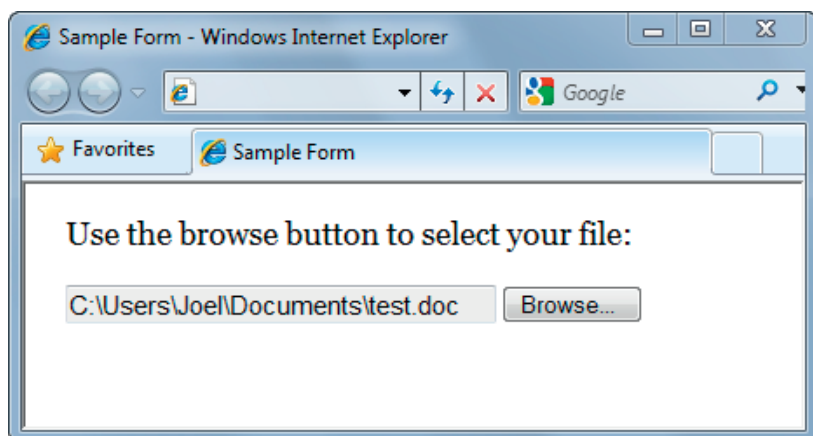 Sample Form - Windows Internet Explorer
Google
Favorites
Sample Form
Use the browse button to select your file:
C:\Users\Joel\Documents\test.doc
Browse...